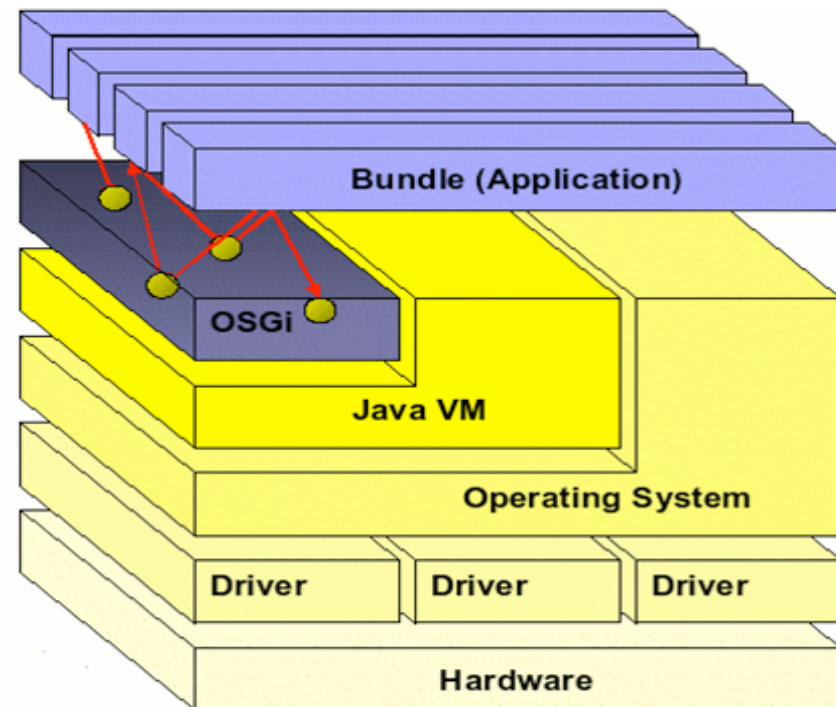 Bundle (Application)
OSGi
Java VM
Operating System
Driver Driver Driver
Hardware